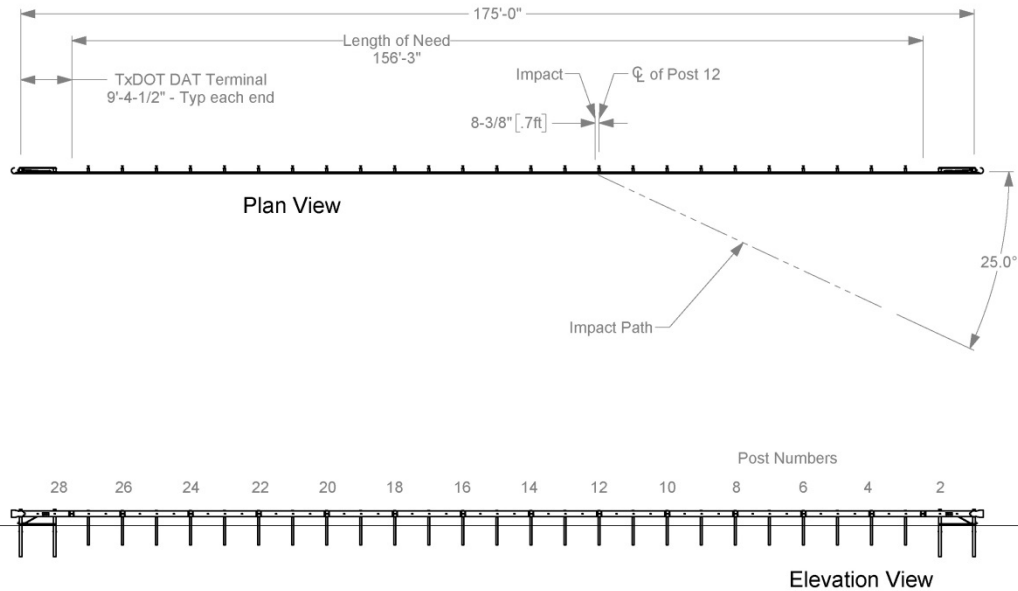 175'-0"
Length of Need
156'-3"
TxDOT DAT Terminal
9'-4-1/2" - Typ each end
Impact
℄ of Post 12
8-3/8" [.7ft]
Plan View
25.0°
Impact Path
Post Numbers
28 26 24 22 20 18 16 14 12 10 8 6 4 2
Elevation View